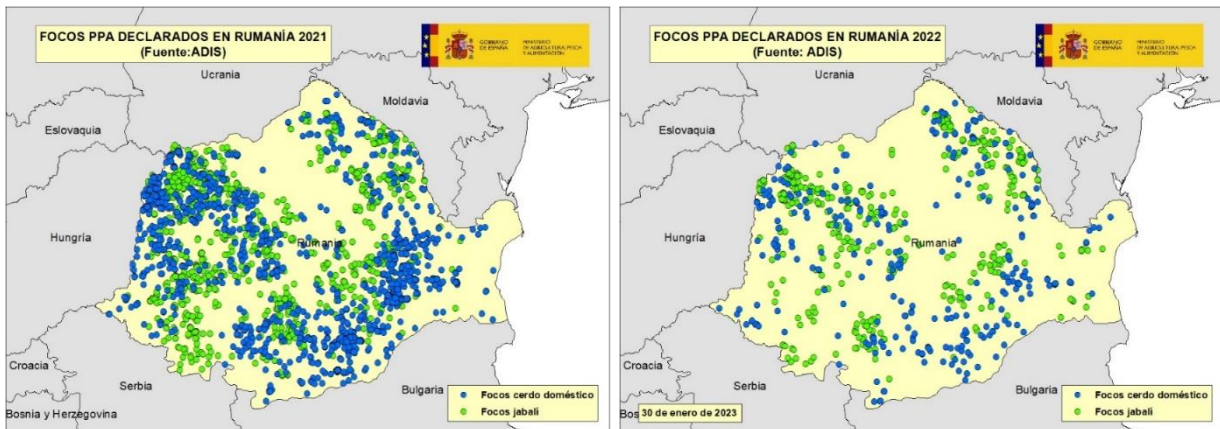 FOCOS PPA DECLARADOS EN RUMANÍA 2021
(Fuente:ADIS)
GOBIERNO
DE ESPAÑA
MINISTERIO
DE AGRICULTURA, PESCA
Y ALIMENTACIÓN
Ucrania
Moldavia
Eslovaquia
Hungría
Rumanía
Croacia
Serbia
Bulgaria
Bosnia y Herzegovina
Focos cerdo doméstico
Focos jabalí
FOCOS PPA DECLARADOS EN RUMANÍA 2022
(Fuente: ADIS)
GOBIERNO
DE ESPAÑA
MINISTERIO
DE AGRICULTURA, PESCA
Y ALIMENTACIÓN
Ucrania
Moldavia
Eslovaquia
Hungría
Rumanía
Croacia
Serbia
Bulgaria
Bos
30 de enero de 2023
Focos cerdo doméstico
Focos jabalí